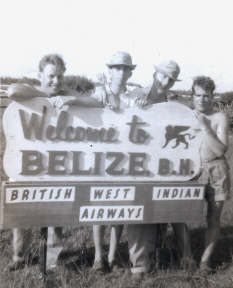 Welcome to
BELIZE B.H.
BRITISH WEST INDIAN
AIRWAYS